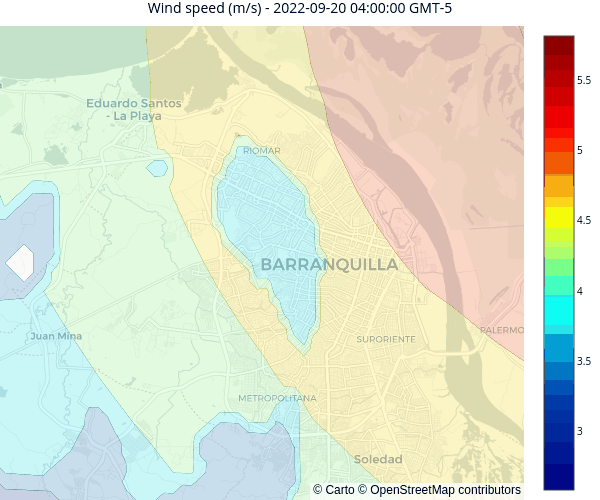 Wind speed (m/s) - 2022-09-20 04:00:00 GMT-5
5.5
Eduardo Santos
- La Playa
RIOMAR
5
4.5
BARRANQUILLA
4
Juan Mina
SURORIENTE
PALERMO
3.5
METROPOLITANA
3
Soledad
© Carto © OpenStreetMap contributors